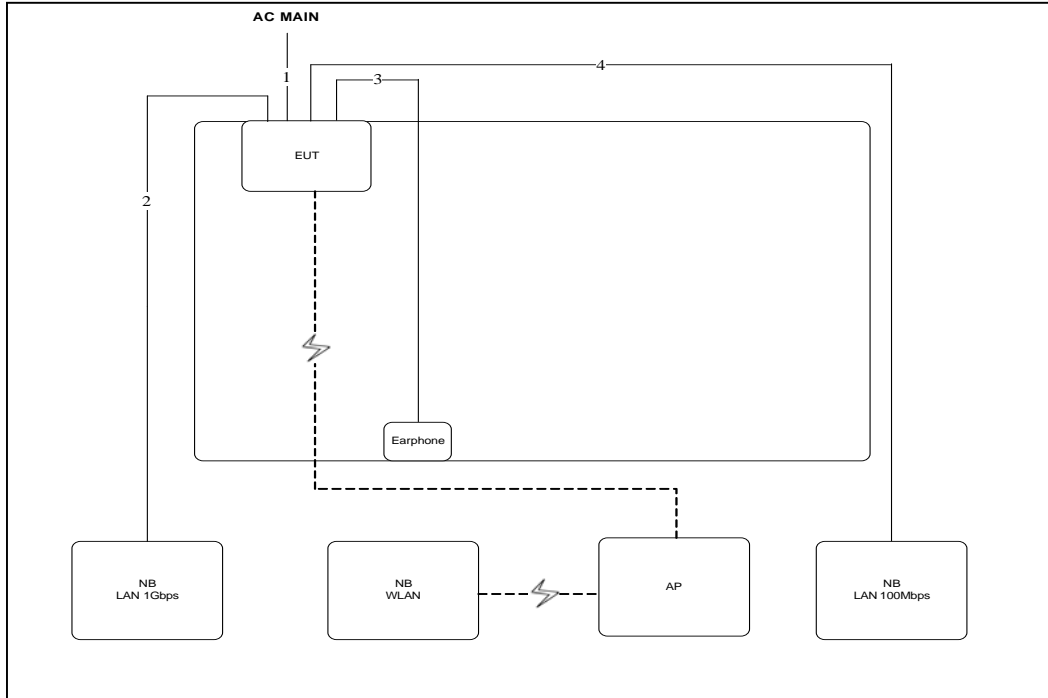 AC MAIN
1
3
4
EUT
2
Earphone
NB
LAN 1Gbps
NB
WLAN
AP
NB
LAN 100Mbps